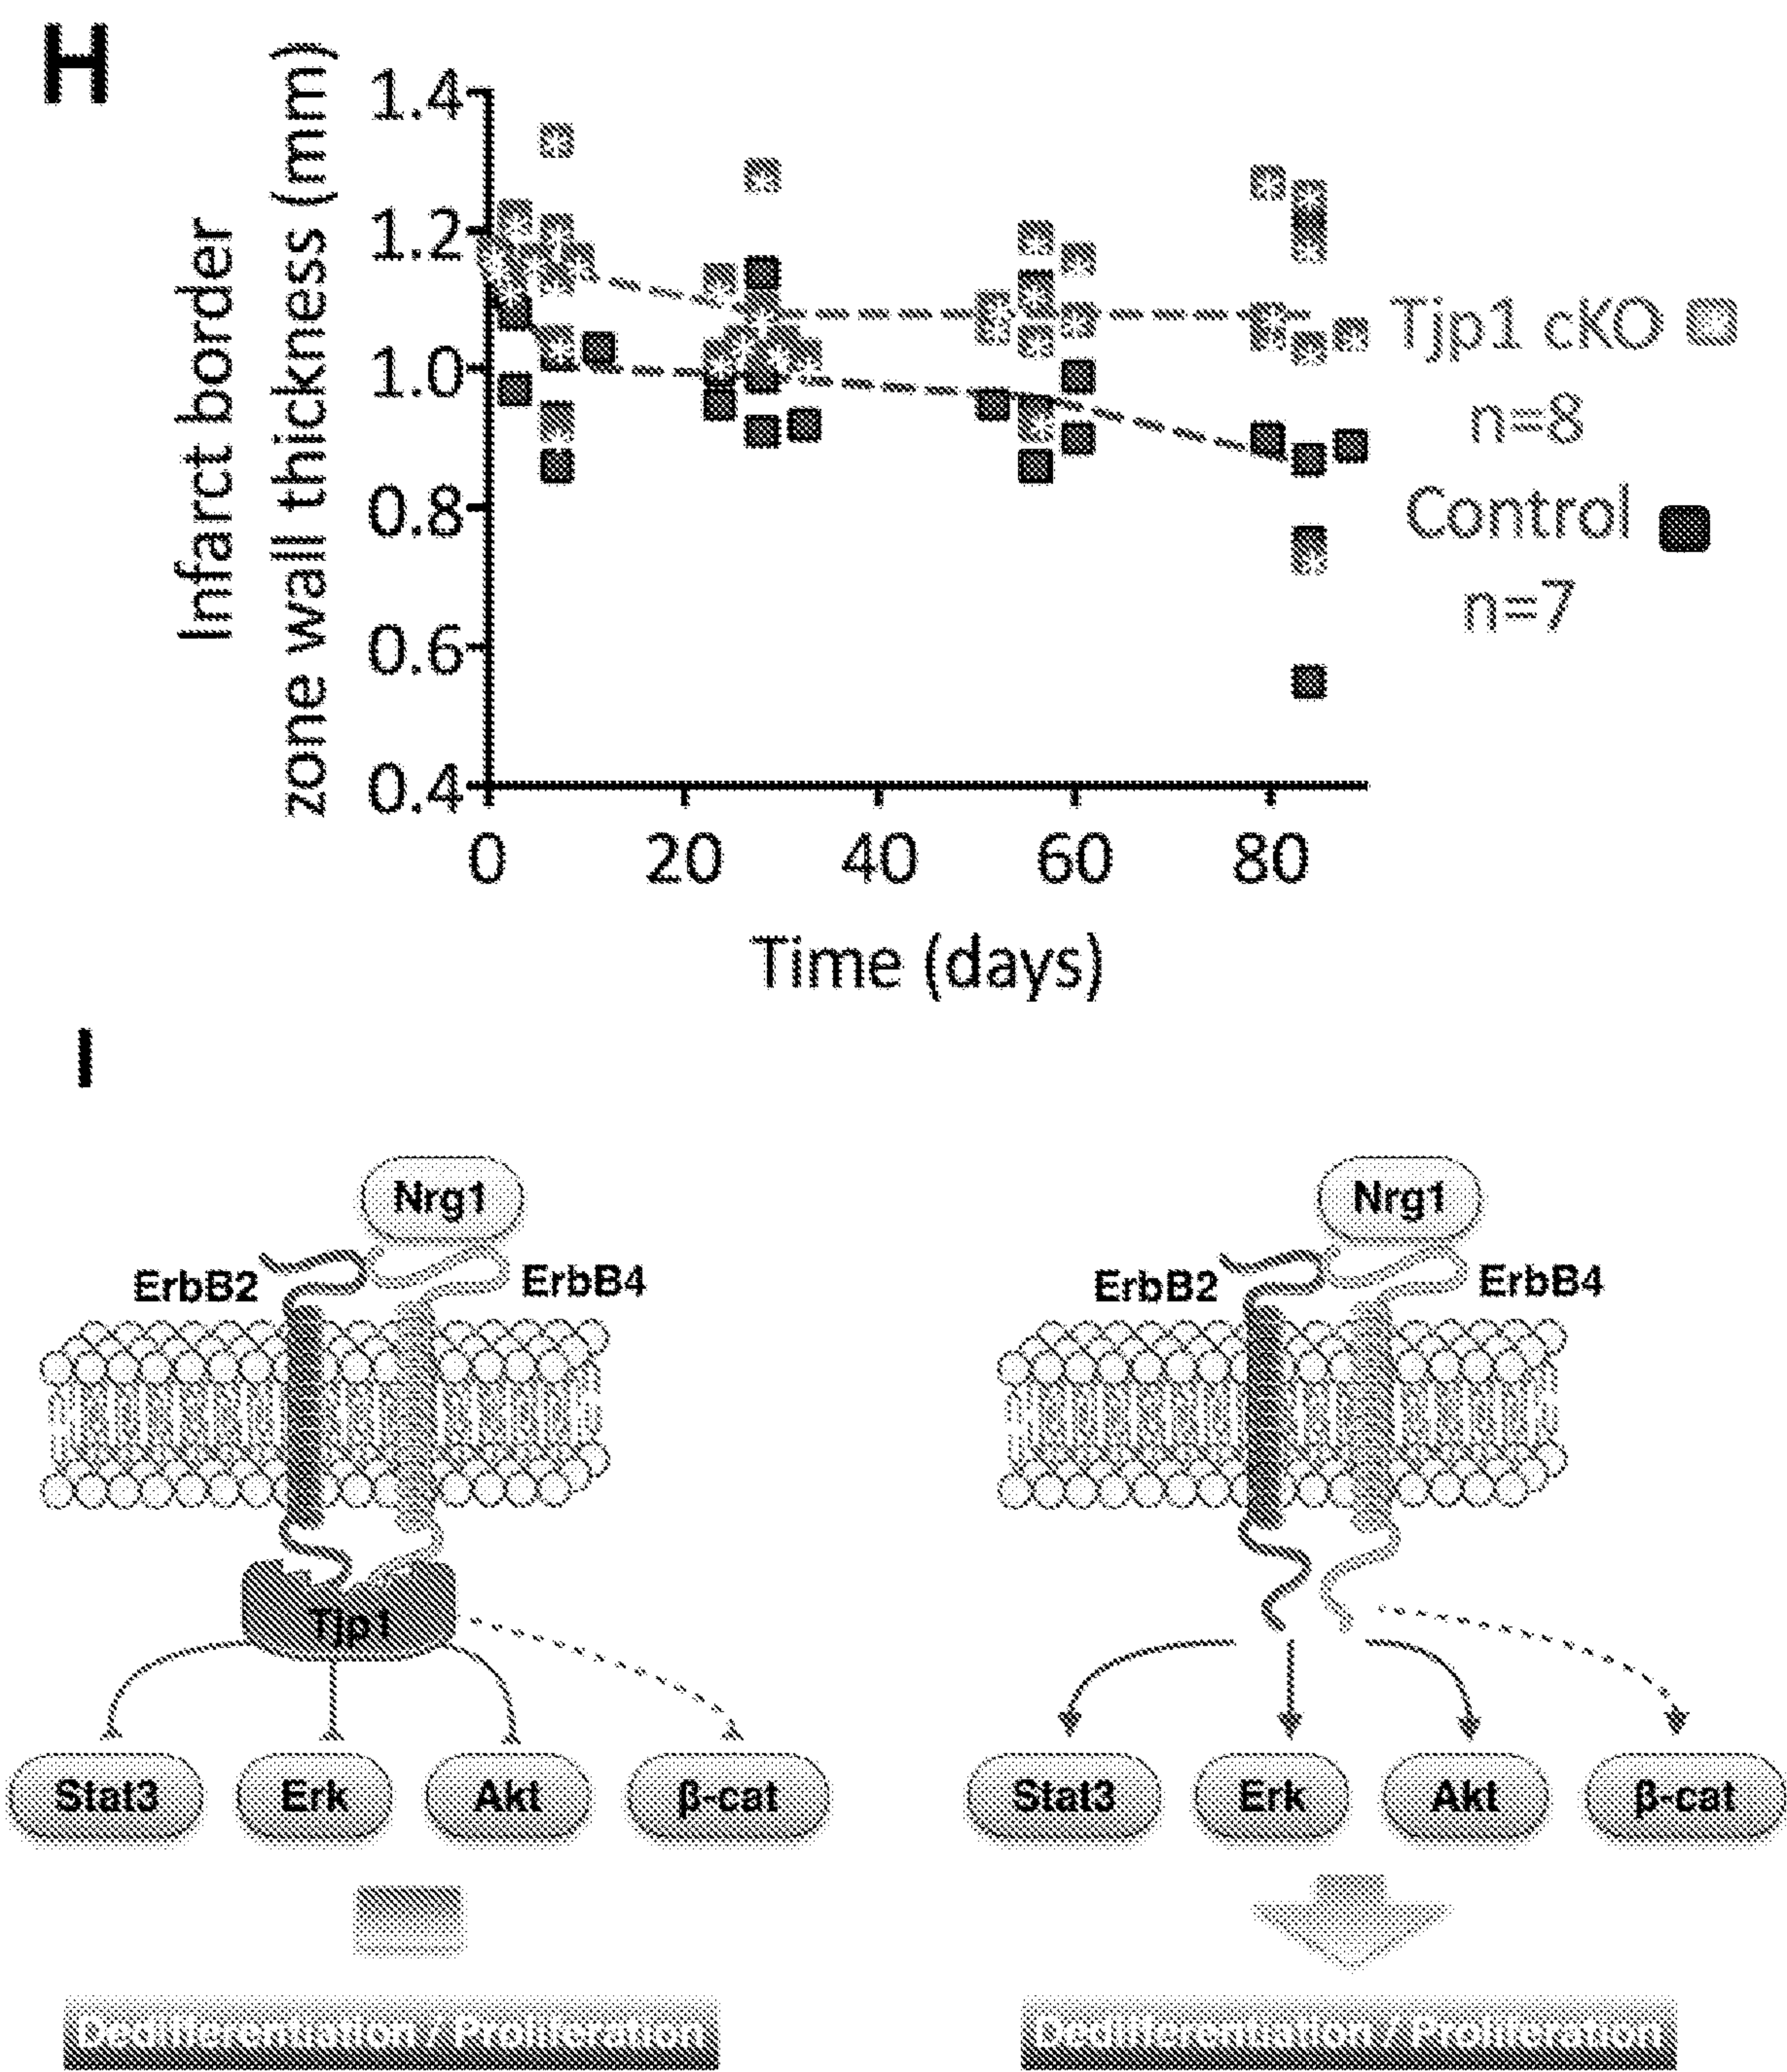 H
Infarct border
zone wall thickness (mm)
1.4
1.2
1.0
0.8
0.6
0.4
0
20
40
60
80
Time (days)
Tjp1 cKO
n=8
Control
n=7
I
Nrg1
ErbB2
ErbB4
Tjp1
Stat3
Erk
Akt
β-cat
Dedifferentiation / Proliferation
Nrg1
ErbB2
ErbB4
Stat3
Erk
Akt
β-cat
Dedifferentiation / Proliferation